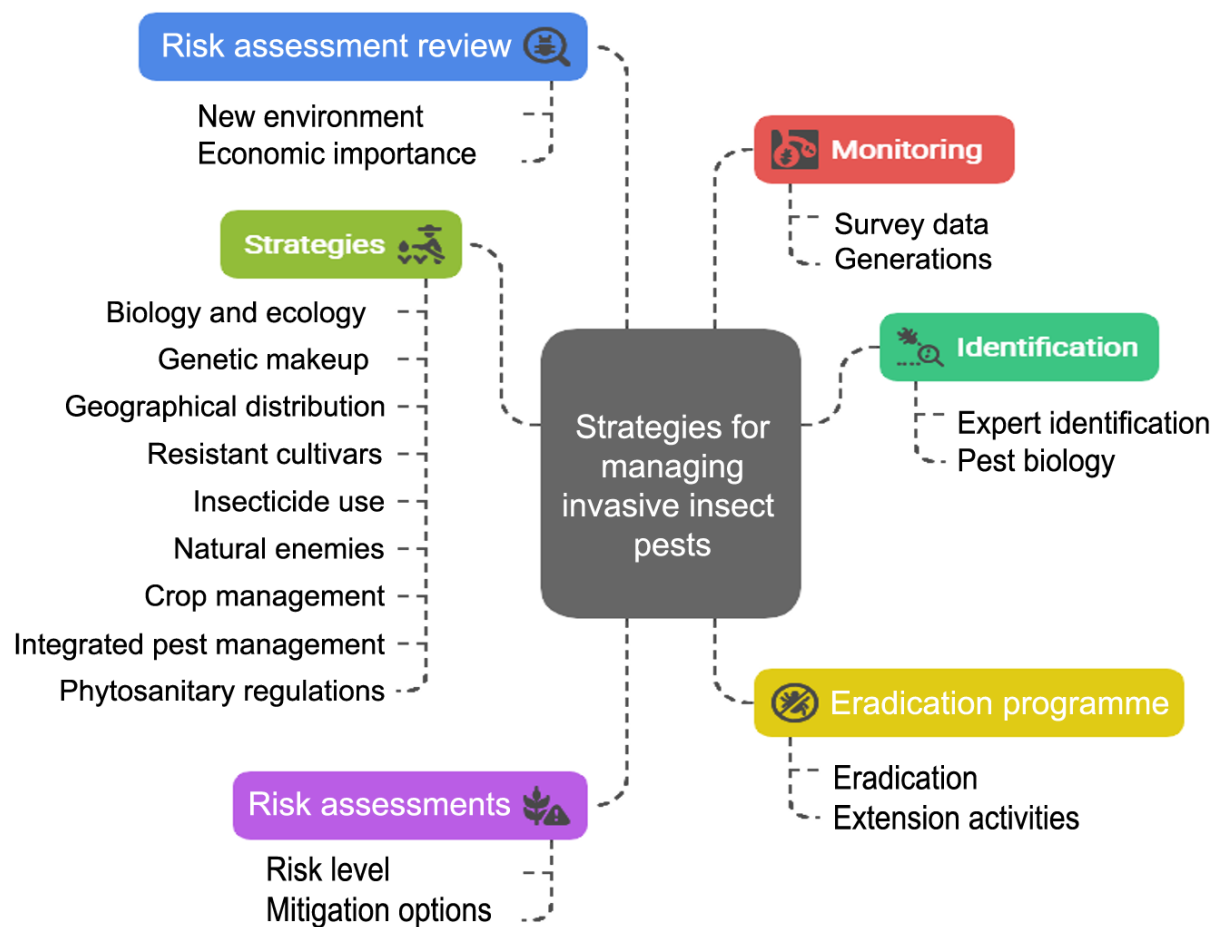 Risk assessment review
New environment
Economic importance
Strategies
Biology and ecology
Genetic makeup
Geographical distribution
Resistant cultivars
Insecticide use
Natural enemies
Crop management
Integrated pest management
Phytosanitary regulations
Risk assessments
Risk level
Mitigation options
Strategies for
managing
invasive insect
pests
Monitoring
Survey data
Generations
Identification
Expert identification
Pest biology
Eradication programme
Eradication
Extension activities